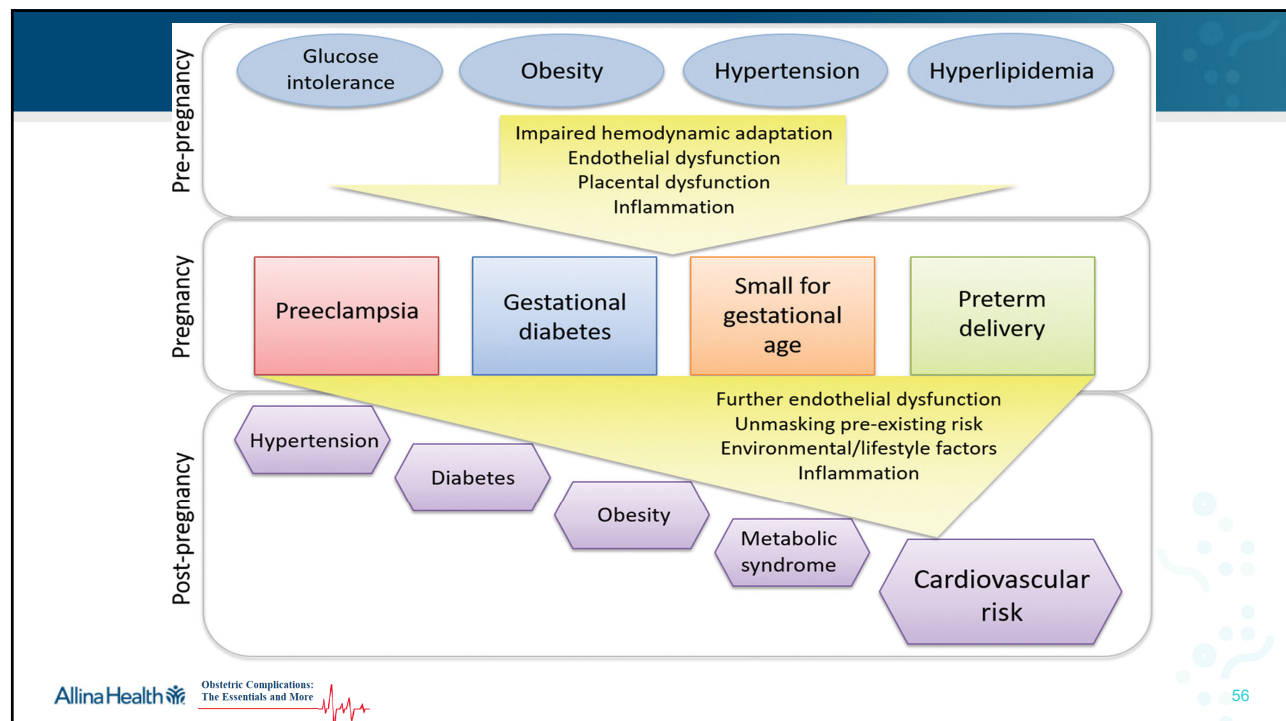 Pre-pregnancy
Glucose
intolerance
Obesity
Hypertension
Hyperlipidemia
Impaired hemodynamic adaptation
Endothelial dysfunction
Placental dysfunction
Inflammation
Pregnancy
Preeclampsia
Gestational
diabetes
Small for
gestational
age
Preterm
delivery
Post-pregnancy
Further endothelial dysfunction
Unmasking pre-existing risk
Environmental/lifestyle factors
Inflammation
Hypertension
Diabetes
Obesity
Metabolic
syndrome
Cardiovascular
risk
Allina Health
Obstetric Complications:
The Essentials and More
56